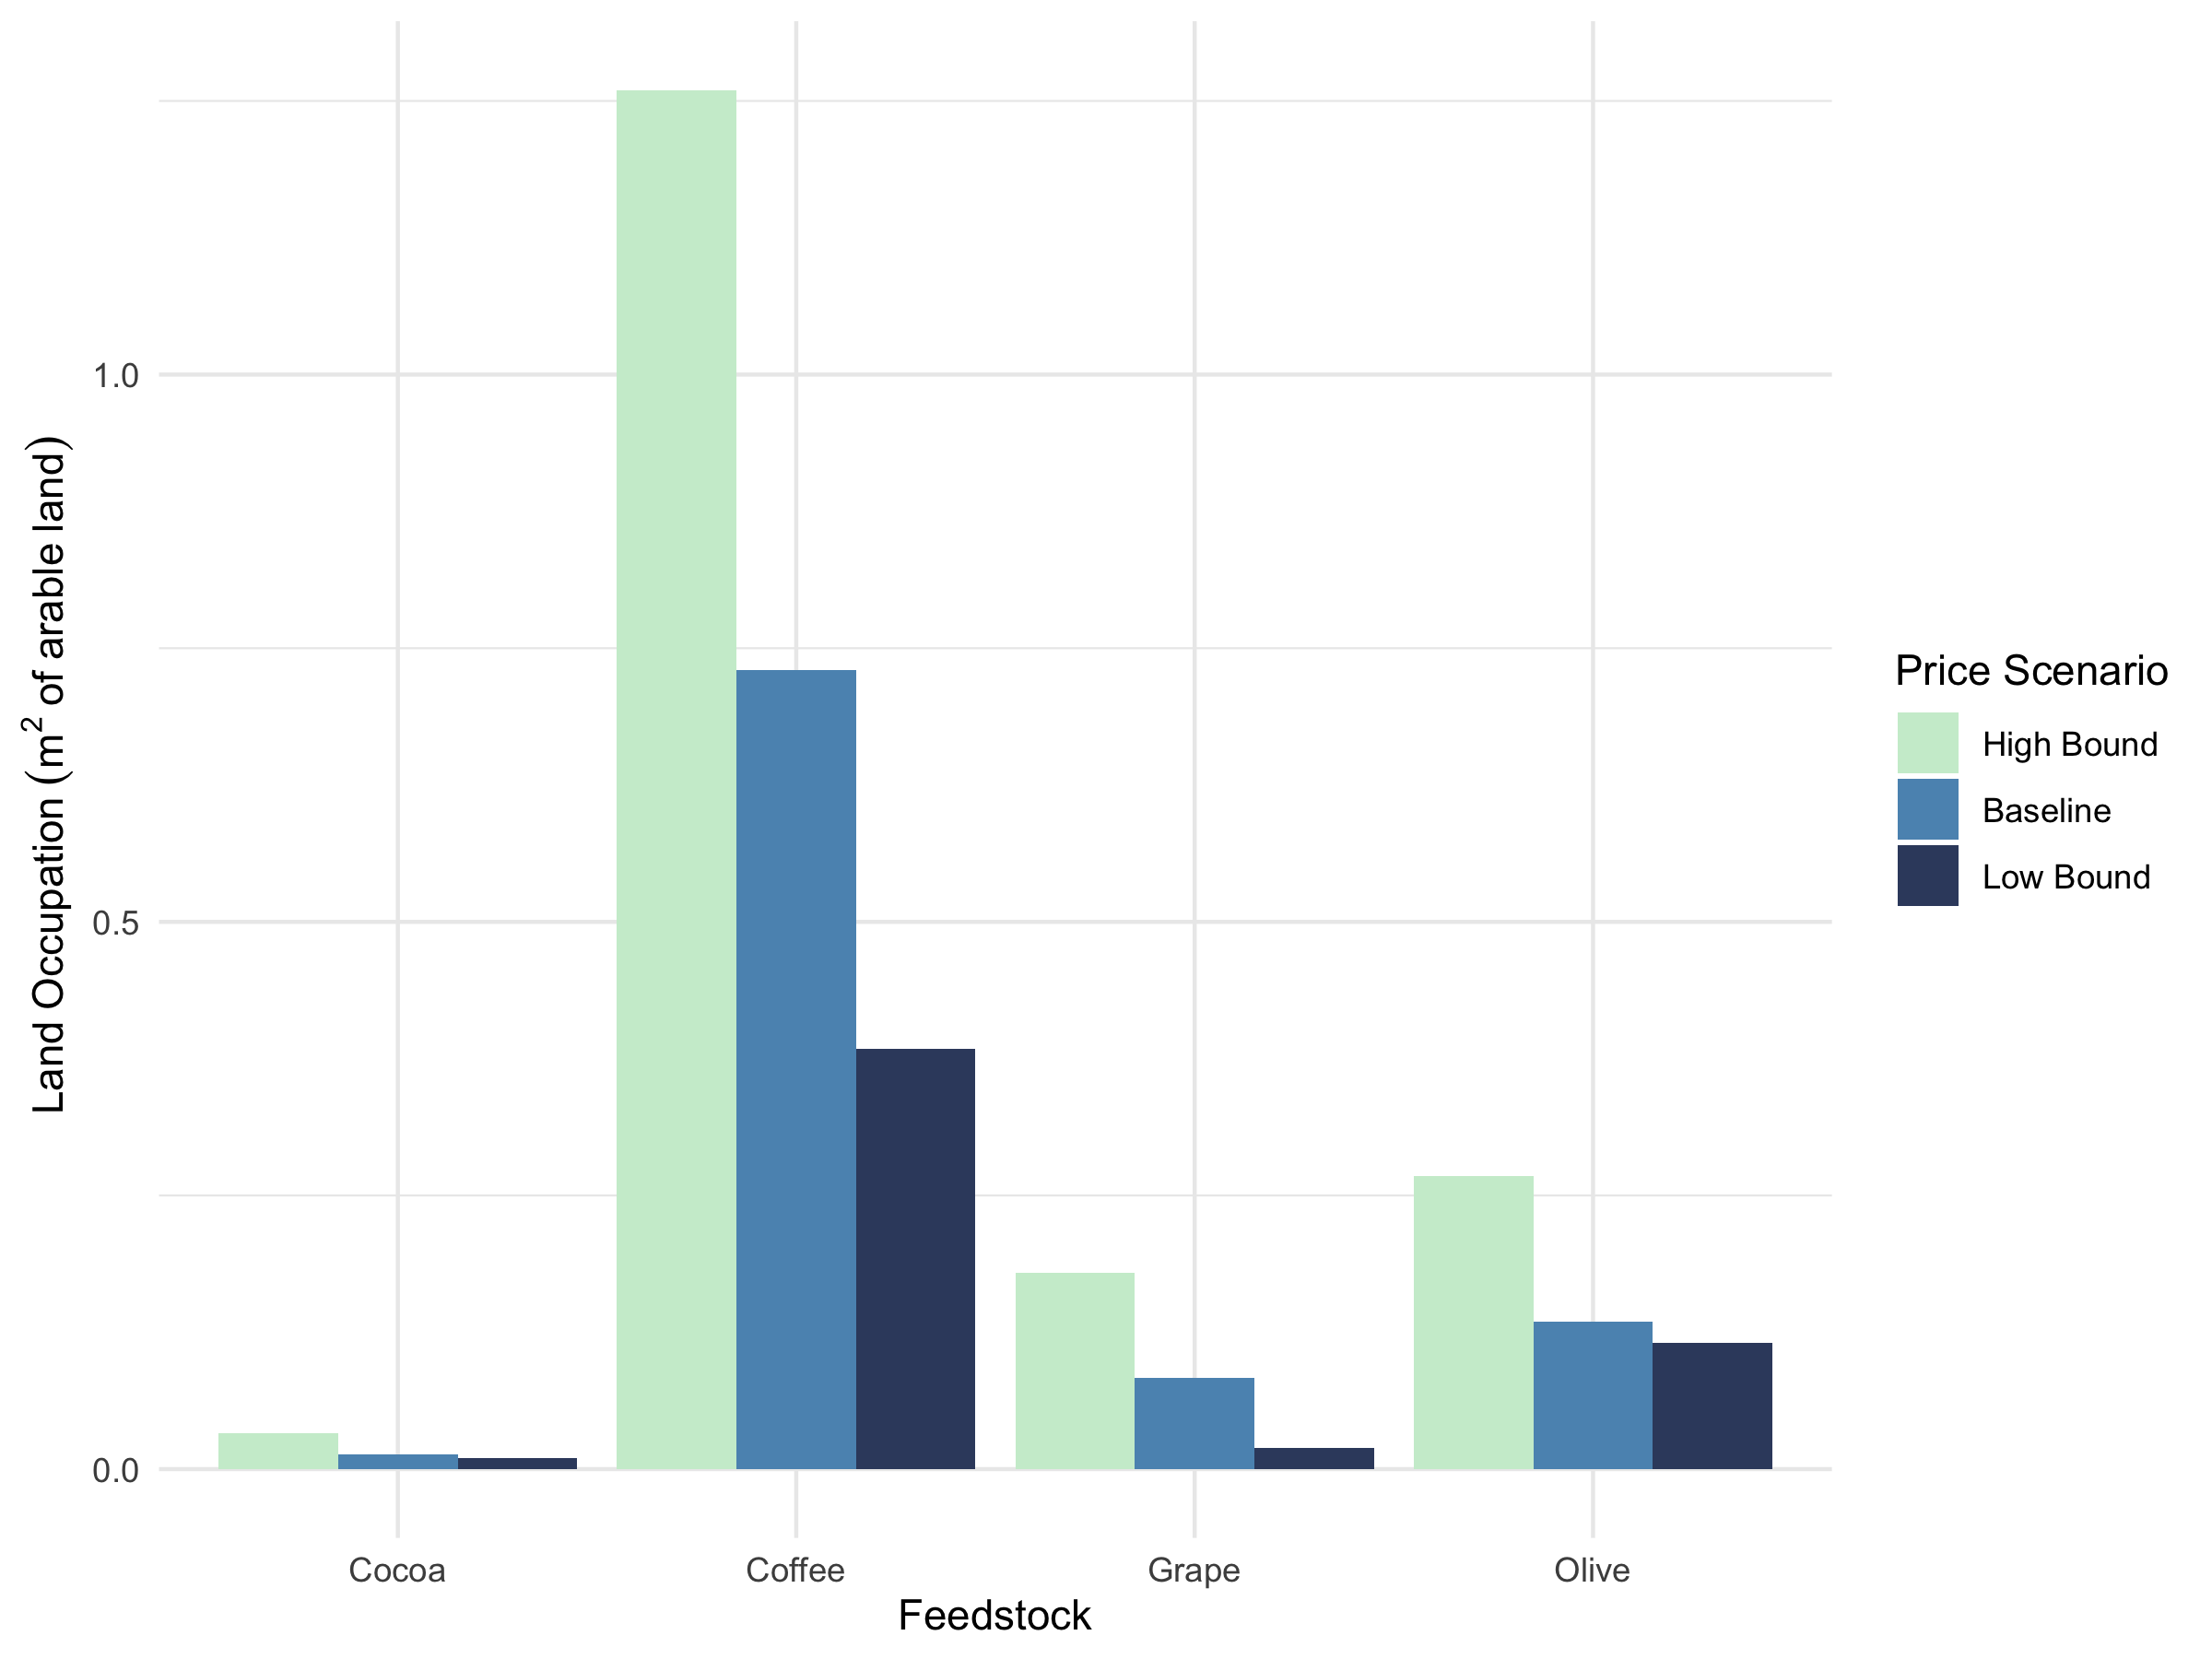 Land Occupation (m² of arable land)
1.0
0.5
0.0
Cocoa
Coffee
Grape
Olive
Feedstock
Price Scenario
High Bound
Baseline
Low Bound